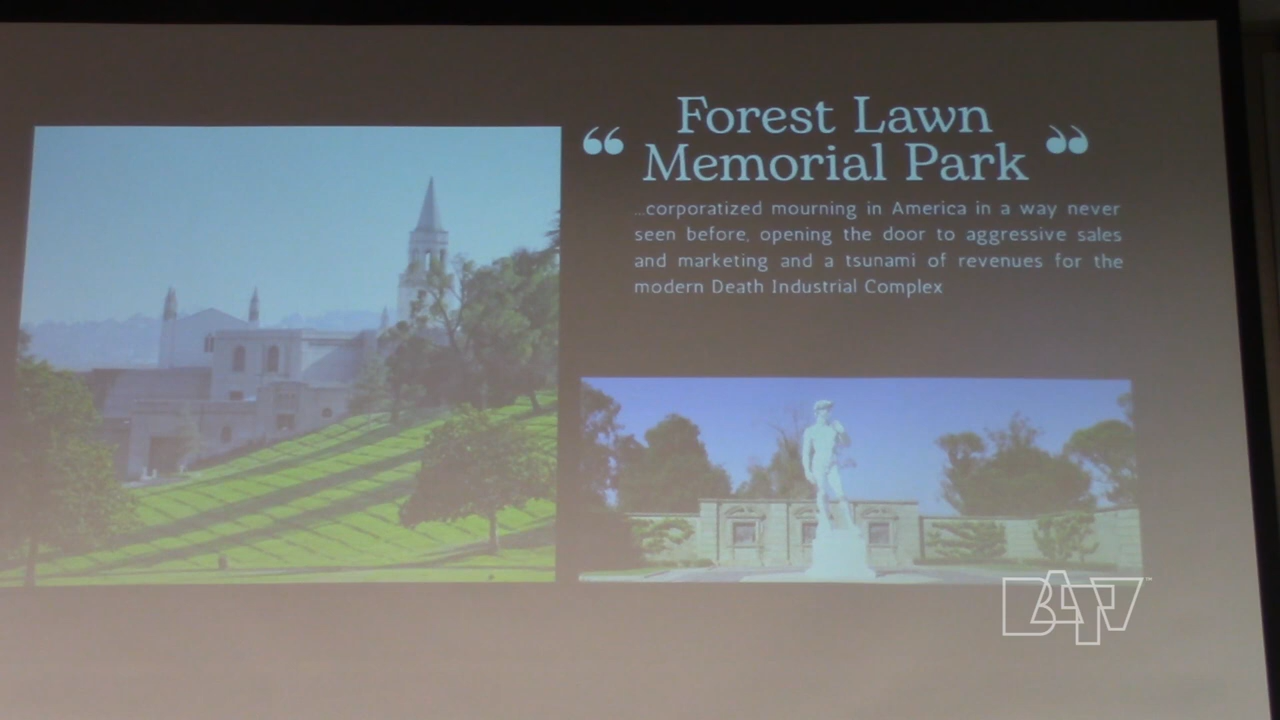 “ Forest Lawn
Memorial Park ”
...corporatized mourning in America in a way never
seen before, opening the door to aggressive sales
and marketing and a tsunami of revenues for the
modern Death Industrial Complex
BATV